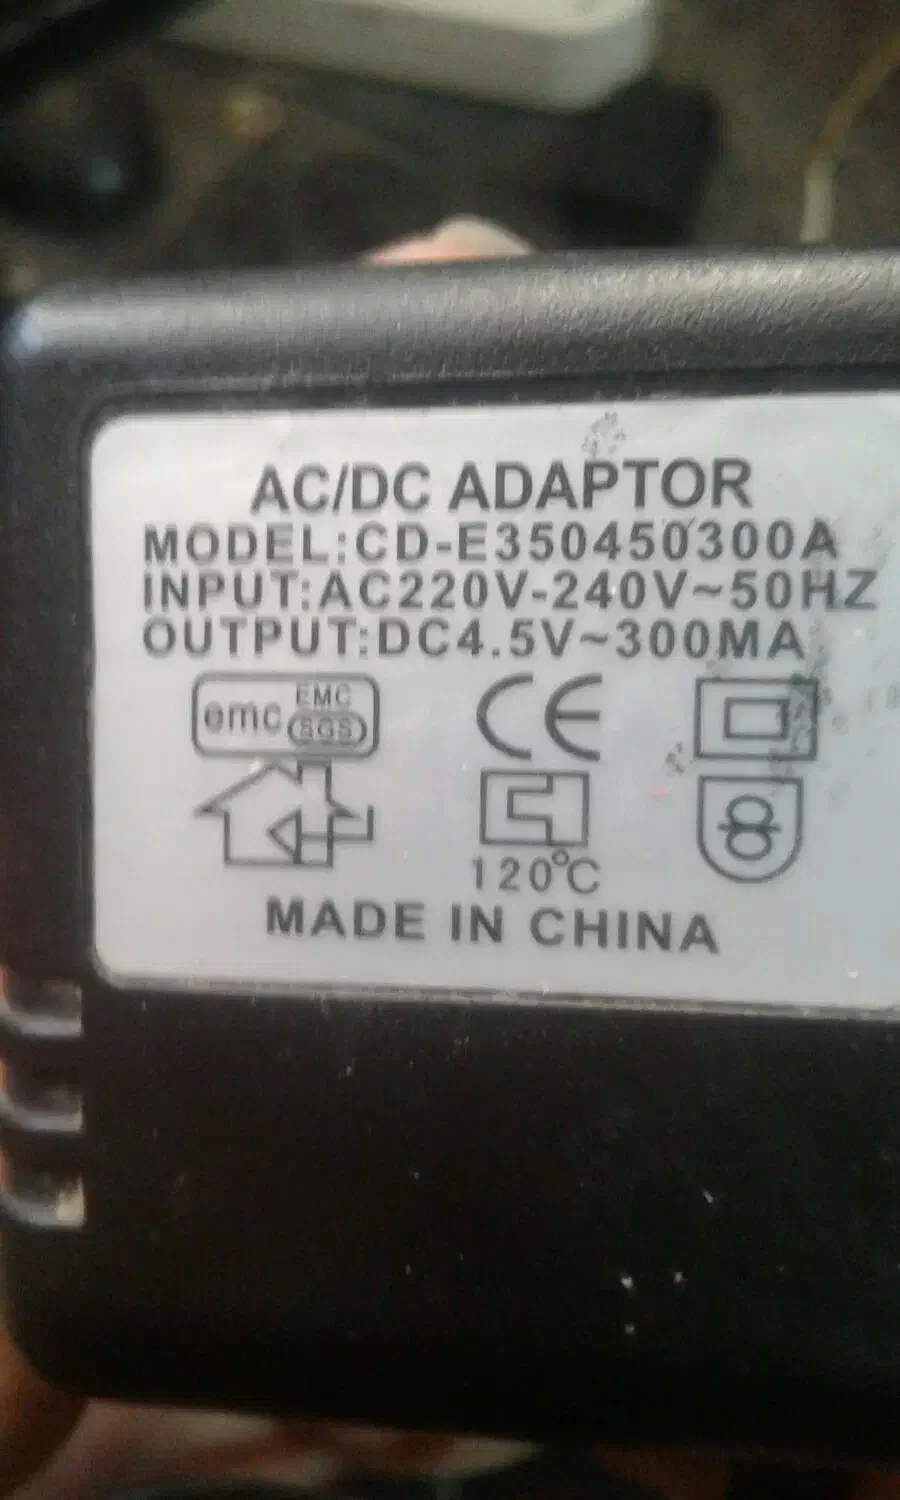 AC/DC ADAPTOR
MODEL:CD-E350450300A
INPUT:AC220V-240V~50HZ
OUTPUT:DC4.5V~300MA
emc EMC SGS CE
120°C
MADE IN CHINA